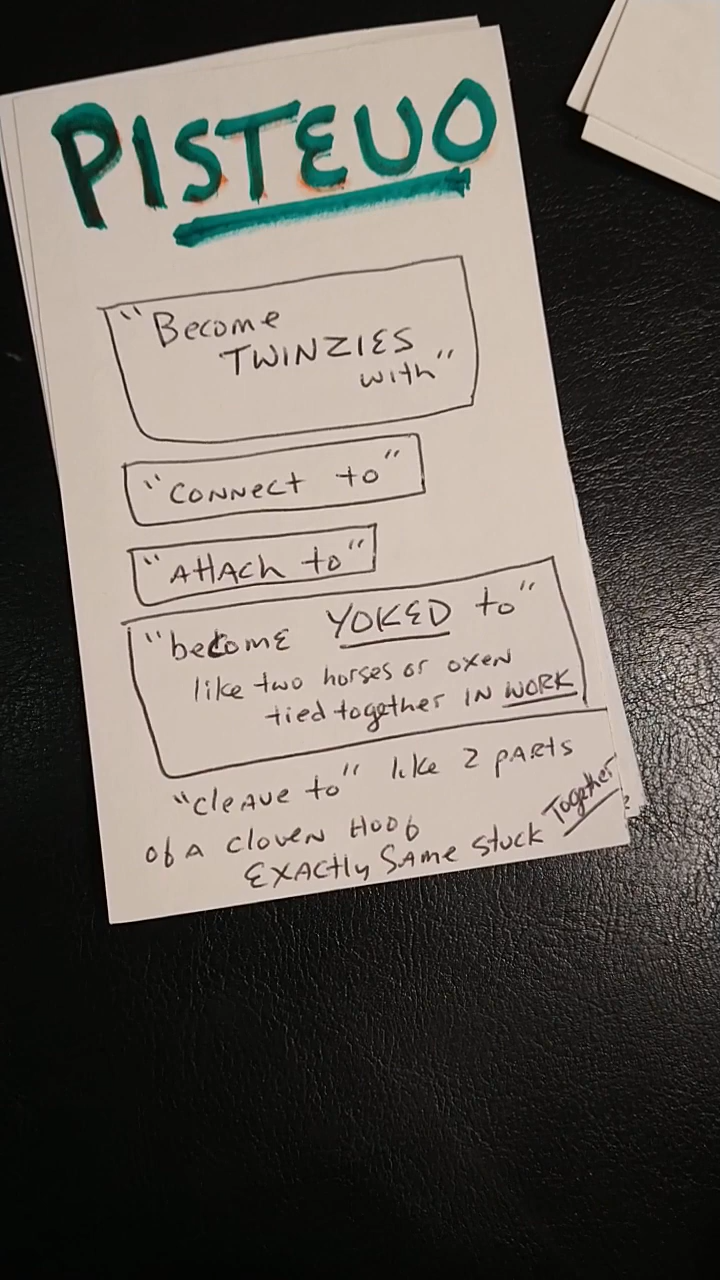 PISTEUO
"Become
TWINZIES
with"
"CONNECT to"
"ATTACH to"
"become YOKED to"
like two horses or oxen
tied together IN WORK
"cleave to" like 2 parts
of a cloven Hoof
EXACTLY SAME stuck Together